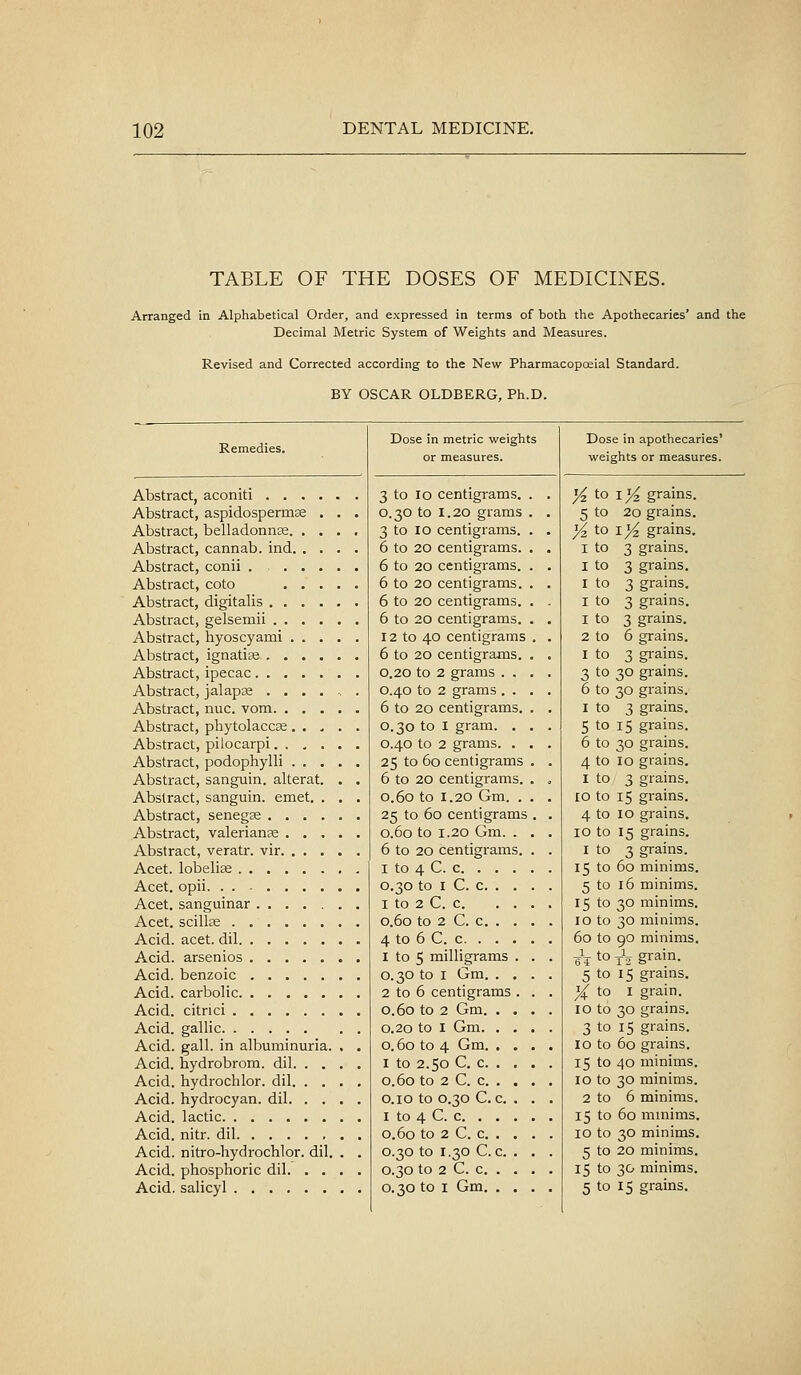 102 DENTAL MEDICINE.
TABLE OF THE DOSES OF MEDICINES.
Arranged in Alphabetical Order, and expressed in terms of both the Apothecaries' and the
Decimal Metric System of Weights and Measures.
Revised and Corrected according to the New Pharmacopœial Standard.
BY OSCAR OLDBERG, Ph.D.
Remedies. Dose in metric weights or measures. Dose in apothecaries' weights or measures.
Abstract, aconiti . . . . . . 3 to 10 centigrams. . . ½ to 1½ grains.
Abstract, aspidospermæ . . . 0.30 to 1.20 grams . . 5 to 20 grains.
Abstract, belladonnæ. . . . . 3 to 10 centigrams. . . ½ to 1½ grains.
Abstract, cannab. ind. . . . . 6 to 20 centigrams. . . 1 to 3 grains.
Abstract, conii . . . . . . . 6 to 20 centigrams. . . 1 to 3 grains.
Abstract, coto . . . . . 6 to 20 centigrams. . . 1 to 3 grains.
Abstract, digitalis . . . . . . 6 to 20 centigrams. . . 1 to 3 grains.
Abstract, gelsemii . . . . . . 6 to 20 centigrams. . . 1 to 3 grains.
Abstract, hyoscyami . . . . . 12 to 40 centigrams . . 2 to 6 grains.
Abstract, ignatiæ . . . . . . 6 to 20 centigrams. . . 1 to 3 grains.
Abstract, ipecac . . . . . . . 0.20 to 2 grams . . . . 3 to 30 grains.
Abstract, jalapæ . . . . . . 0.40 to 2 grams . . . . 6 to 30 grains.
Abstract, nuc. vom. . . . . . 6 to 20 centigrams. . . 1 to 3 grains.
Abstract, phytolaccæ . . . . . 0.30 to 1 gram. . . . 5 to 15 grains.
Abstract, pilocarpi. . . . . . 0.40 to 2 grams. . . . 6 to 30 grains.
Abstract, podophylli . . . . . 25 to 60 centigrams . . 4 to 10 grains.
Abstract, sanguin. alterat. . . 6 to 20 centigrams. . . 1 to 3 grains.
Abstract, sanguin. emet. . . . 0.60 to 1.20 Gm. . . . 10 to 15 grains.
Abstract, senegæ . . . . . . 25 to 60 centigrams . . 4 to 10 grains.
Abstract, valerianæ . . . . . 0.60 to 1.20 Gm. . . . 10 to 15 grains.
Abstract, veratr. vir. . . . . . 6 to 20 centigrams. . . 1 to 3 grains.
Acet. lobeliæ . . . . . . . . 1 to 4 C. c. . . . . . 15 to 60 minims.
Acet. opii. . . . . . . . . . 0.30 to 1 C. c. . . . . 5 to 16 minims.
Acet. sanguinar . . . . . . . 1 to 2 C. c. . . . . 15 to 30 minims.
Acet. scillæ . . . . . . . . 0.60 to 2 C. c. . . . . 10 to 30 minims.
Acid. acet. dil. . . . . . . . 4 to 6 C. c. . . . . . 60 to 90 minims.
Acid. arsenios . . . . . . . 1 to 5 milligrams . . . 1/64 to 1/12 grain.
Acid. benzoic . . . . . . . 0.30 to 1 Gm. . . . . 5 to 15 grains.
Acid. carbolic. . . . . . . . 2 to 6 centigrams . . . ¼ to 1 grain.
Acid. citrici . . . . . . . . 0.60 to 2 Gm. . . . . 10 to 30 grains.
Acid. gallic. . . . . . . . 0.20 to 1 Gm. . . . . 3 to 15 grains.
Acid. gall. in albuminuria. . . 0.60 to 4 Gm. . . . . 10 to 60 grains.
Acid. hydrobrom. dil. . . . . 1 to 2.50 C. c. . . . . 15 to 40 minims.
Acid. hydrochlor. dil. . . . . 0.60 to 2 C. c. . . . . 10 to 30 minims.
Acid. hydrocyan. dil. . . . . 0.10 to 0.30 C. c. . . . 2 to 6 minims.
Acid. lactic. . . . . . . . . 1 to 4 C. c. . . . . . 15 to 60 minims.
Acid. nitr. dil. . . . . . . . 0.60 to 2 C. c. . . . . 10 to 30 minims.
Acid. nitro-hydrochlor. dil. . . 0.30 to 1.30 C. c. . . . 5 to 20 minims.
Acid. phosphoric dil. . . . . 0.30 to 2 C. c. . . . . 15 to 30 minims.
Acid. salicyl . . . . . . . . 0.30 to 1 Gm. . . . . 5 to 15 grains.